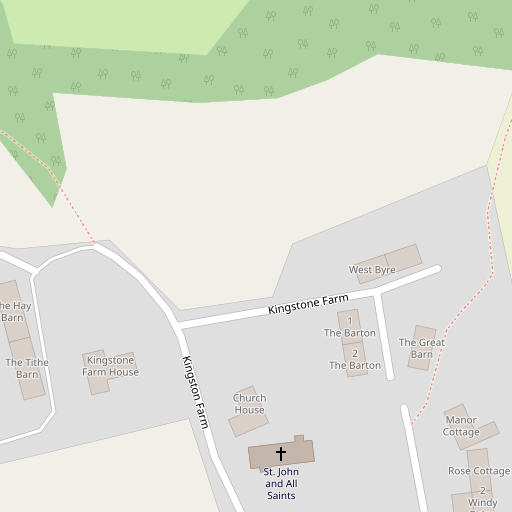 West Byre
Kingstone Farm
1
The Barton
2
The Barton
The Great
Barn
he Hay
Barn
The Tithe
Barn
Kingstone
Farm House
Kingston Farm
Church
House
Manor
Cottage
St. John
and All
Saints
Rose Cottage
2
Windy